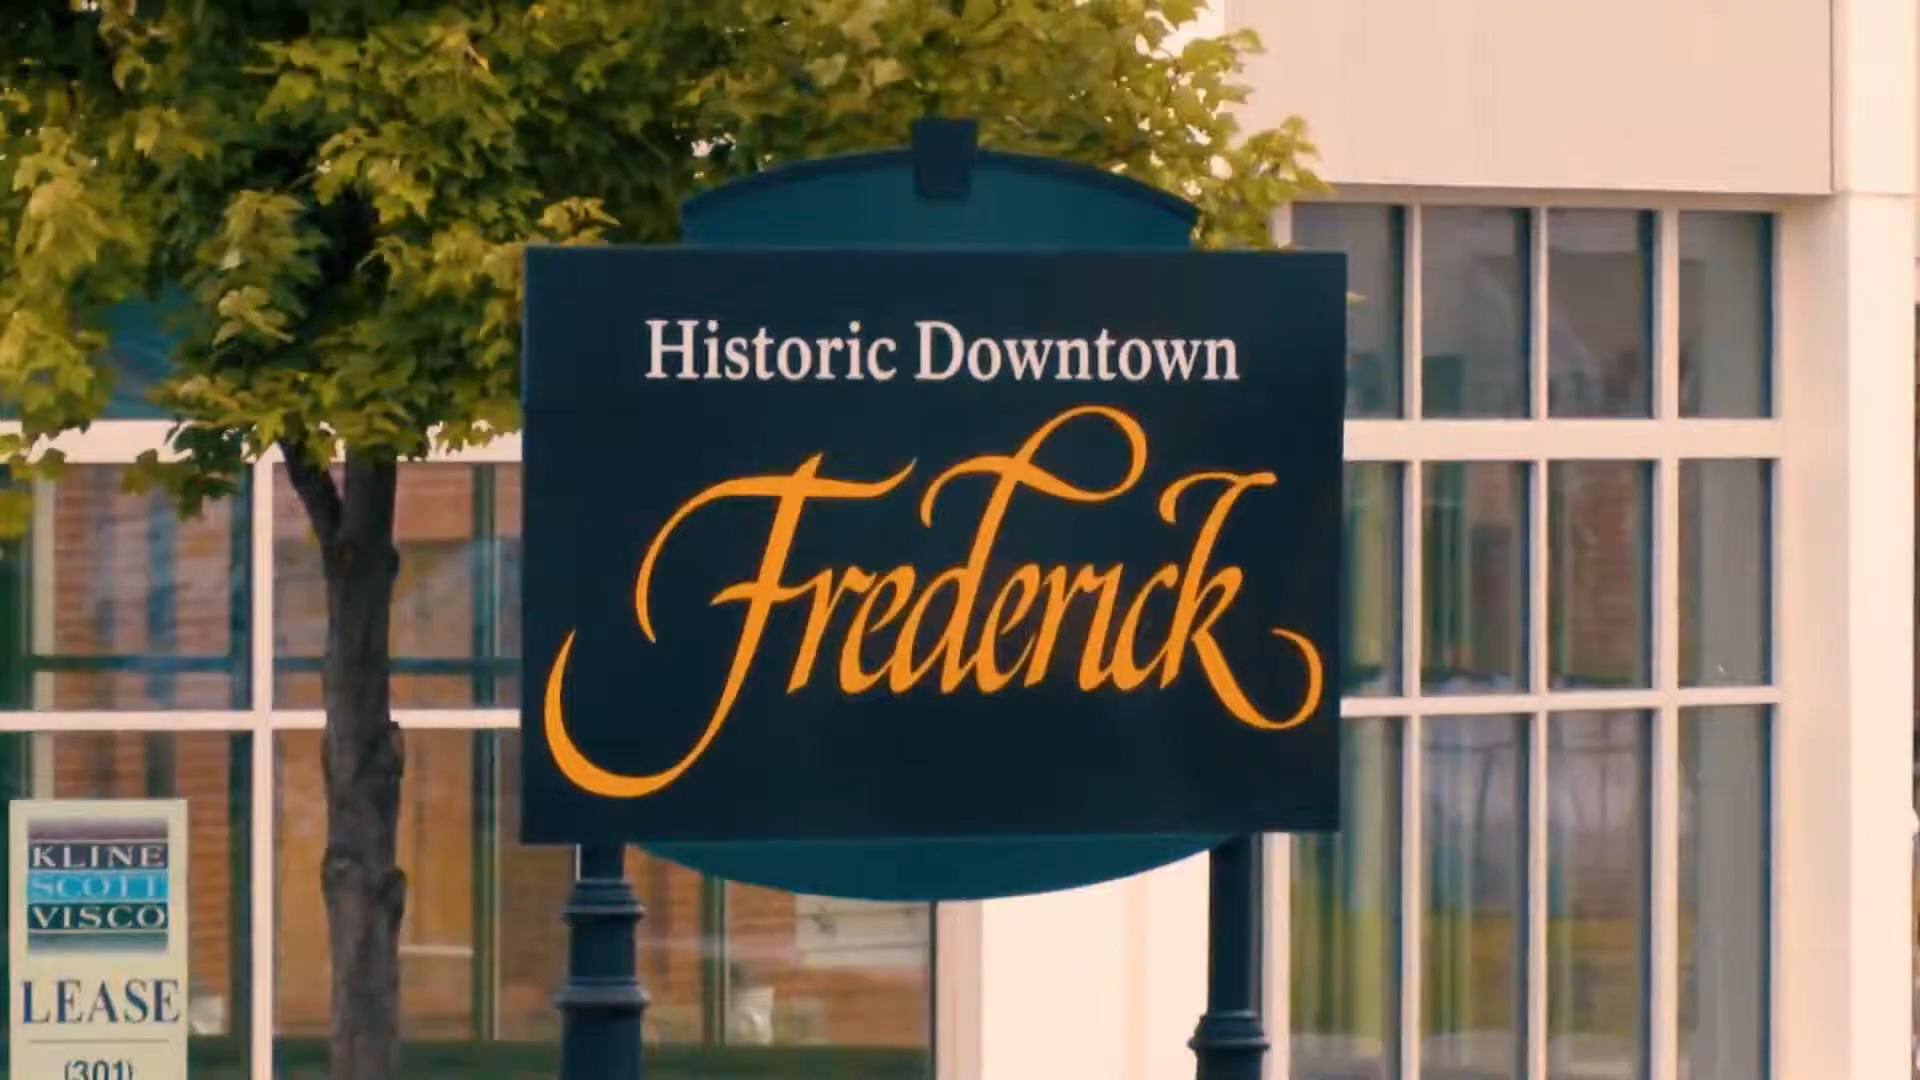 Historic Downtown
Frederick
KLINE
SCOTT
VISCO
LEASE
(301)